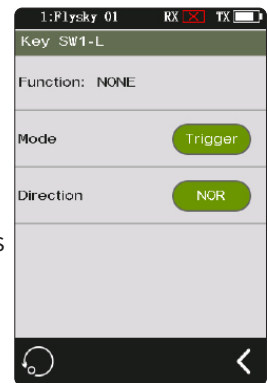 1:Flysky 01 RX TX
Key SW1-L
Function: NONE
Mode Trigger
Direction NOR
s